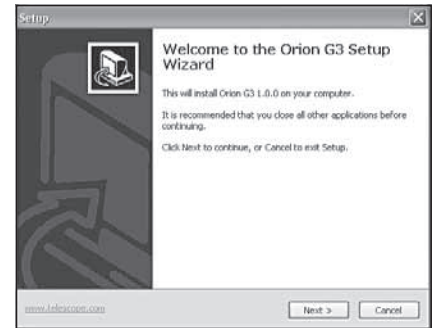 Setup
Welcome to the Orion G3 Setup
Wizard
This will install Orion G3 1.0.0 on your computer.
It is recommended that you close all other applications before
continuing.
Click Next to continue, or Cancel to exit Setup.
www.telescope.com
Next >
Cancel